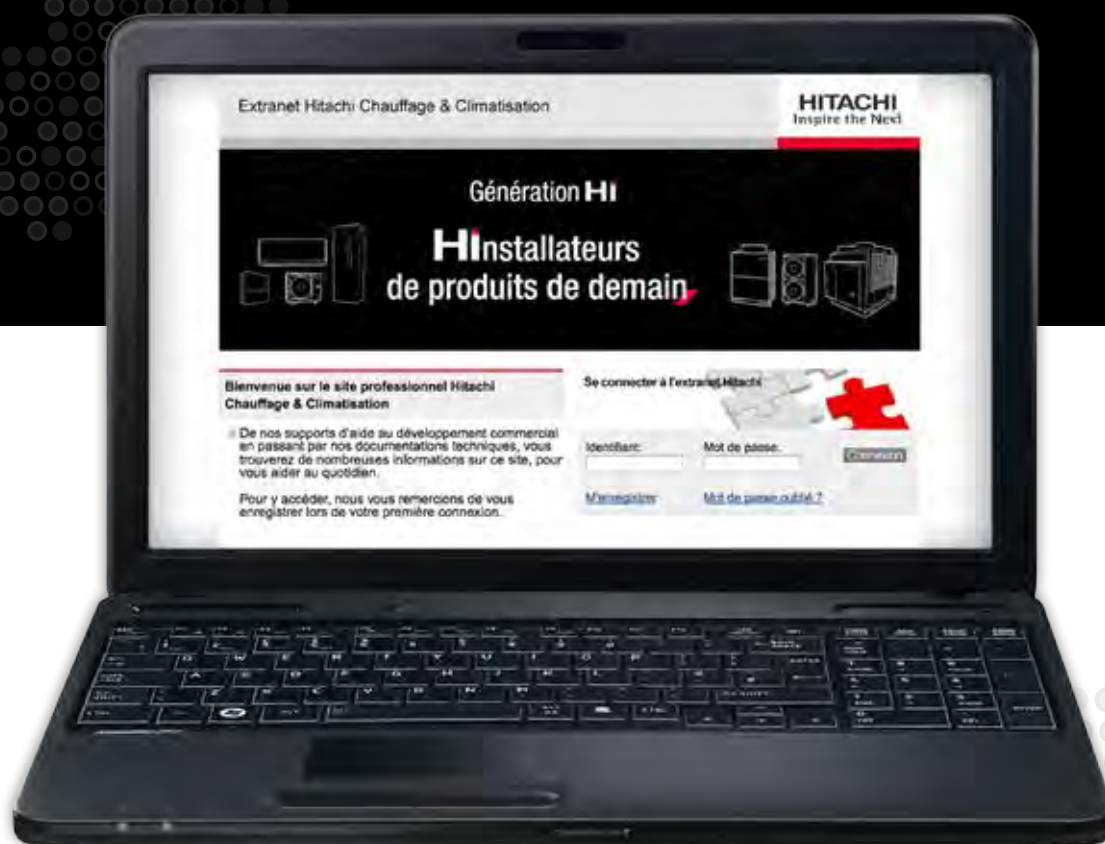 Extranet Hitachi Chauffage & Climatisation
HITACHI
Inspire the Next
Génération HI
HInstallateurs
de produits de demain
Bienvenue sur le site professionnel Hitachi
Chauffage & Climatisation
Se connecter à l'extranet Hitachi
De nos supports d'aide au développement commercial
en passant par nos documentations techniques, vous
trouverez de nombreuses informations sur ce site, pour
vous aider au quotidien.
Pour y accéder, nous vous remercions de vous
enregistrer lors de votre première connexion.
Identifiant:
Mot de passe:
Connexion
M'enregistrer
Mot de passe oublié ?